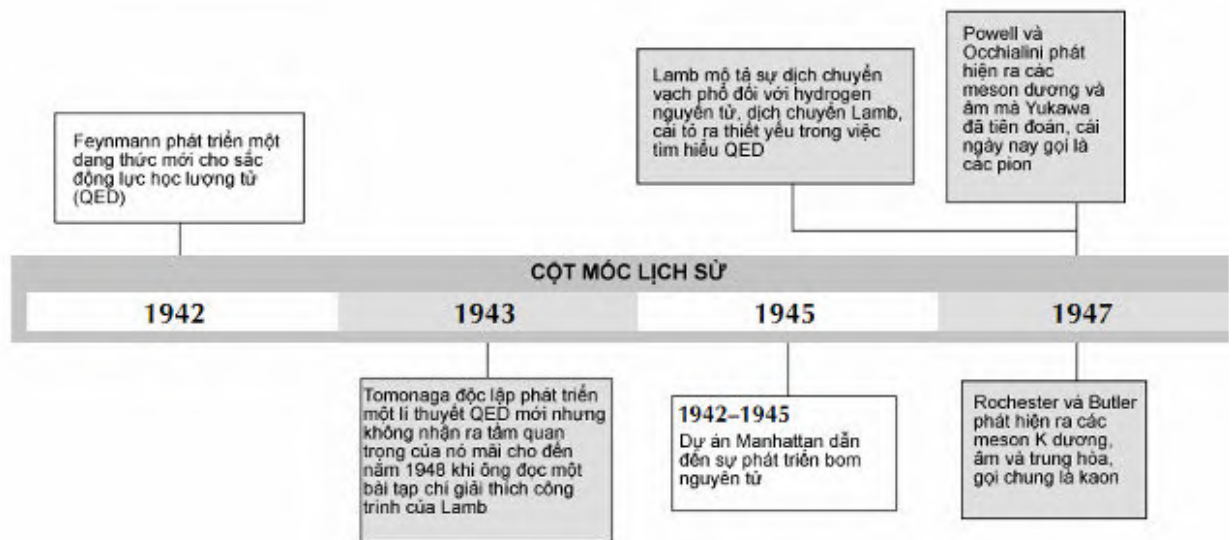 Feynmann phát triển một
dạng thức mới cho sắc
động lực học lượng tử
(QED)
Lamb mô tả sự dịch chuyển
vạch phổ đối với hydrogen
nguyên tử, dịch chuyển Lamb,
cái tỏ ra thiết yếu trong việc
tìm hiểu QED
Powell và
Occhialini phát
hiện ra các
meson dương và
âm mà Yukawa
đã tiên đoán, cái
ngày nay gọi là
các pion
CỘT MỐC LỊCH SỬ
1942
1943
1945
1947
Tomonaga độc lập phát triển
một lí thuyết QED mới nhưng
không nhận ra tầm quan
trọng của nó mãi cho đến
năm 1948 khi ông đọc một
bài tạp chí giải thích công
trình của Lamb
1942–1945
Dự án Manhattan dẫn
đến sự phát triển bom
nguyên tử
Rochester và Butler
phát hiện ra các
meson K dương,
âm và trung hòa,
gọi chung là kaon